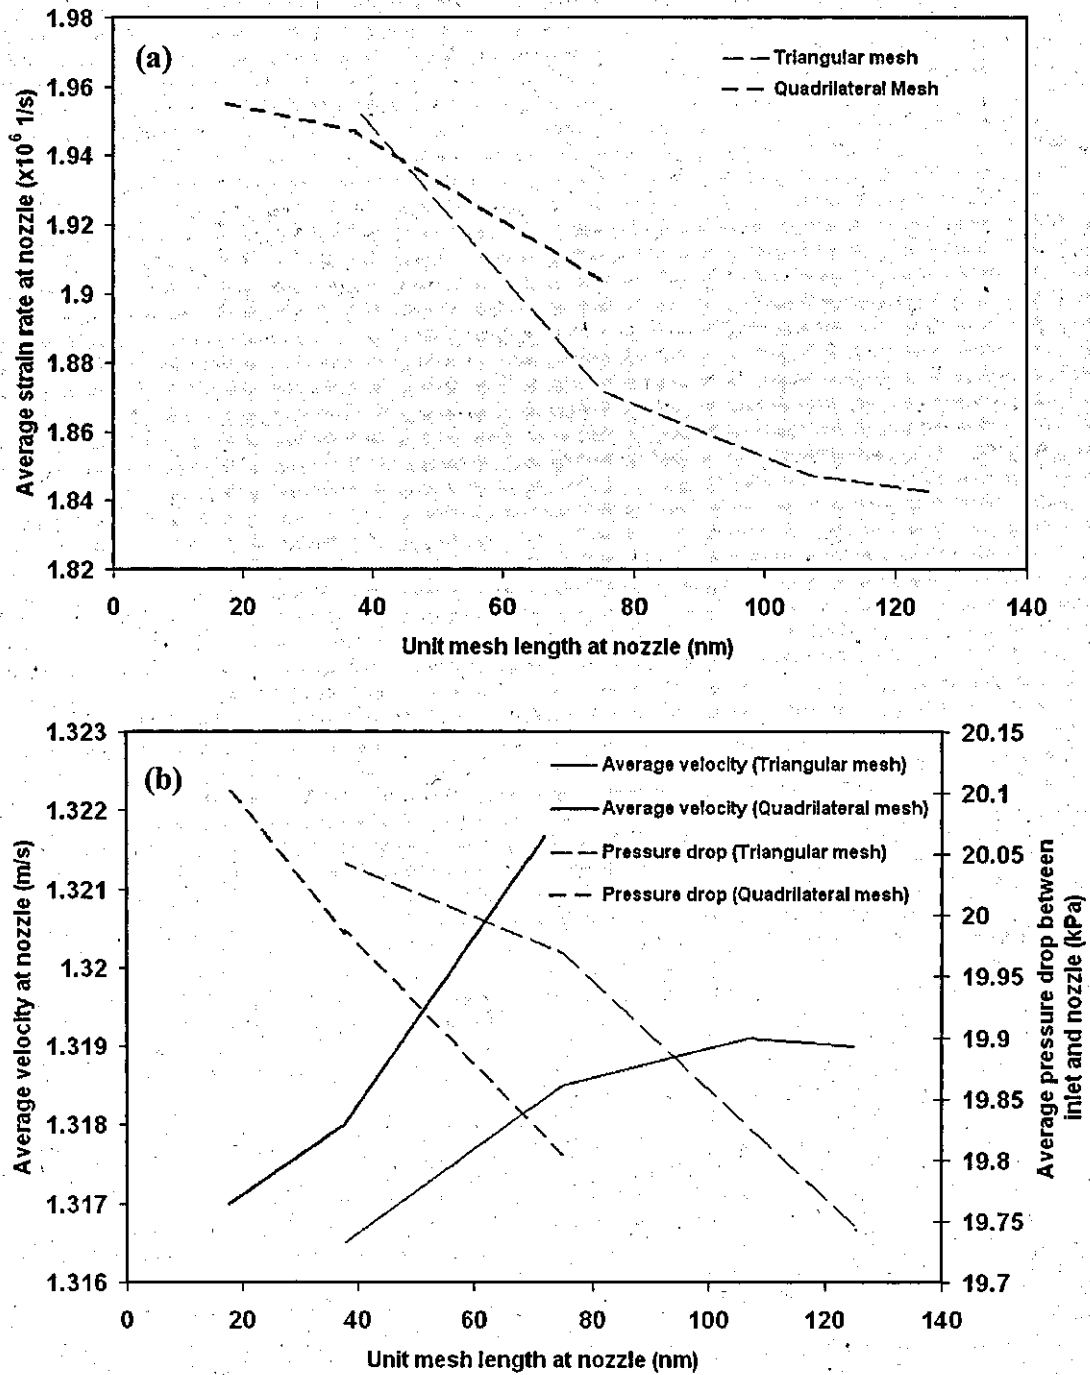 1.98
(a)
Triangular mesh
1.96
Quadrilateral Mesh
1.94
1.92
1.9
1.88
1.86
1.84
1.82
Average strain rate at nozzle (x10⁶ 1/s)
0 20 40 60 80 100 120 140
Unit mesh length at nozzle (nm)
1.323
20.15
(b)
Average velocity (Triangular mesh)
1.322
20.1
Average velocity (Quadrilateral mesh)
1.321
20.05
Pressure drop (Triangular mesh)
Pressure drop (Quadrilateral mesh)
20
1.32
19.95
1.319
19.9
19.85
1.318
19.8
1.317
19.75
1.316
19.7
Average velocity at nozzle (m/s)
Average pressure drop between
inlet and nozzle (kPa)
0 20 40 60 80 100 120 140
Unit mesh length at nozzle (nm)